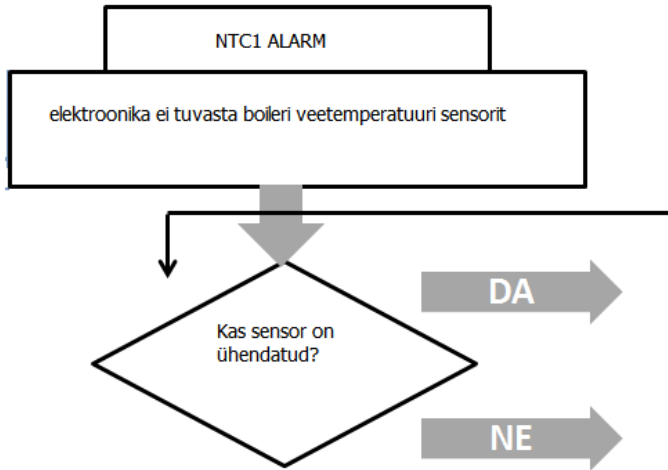 NTC1 ALARM
elektroonika ei tuvasta boileri veetemperatuuri sensorit
Kas sensor on
ühendatud?
DA
NE